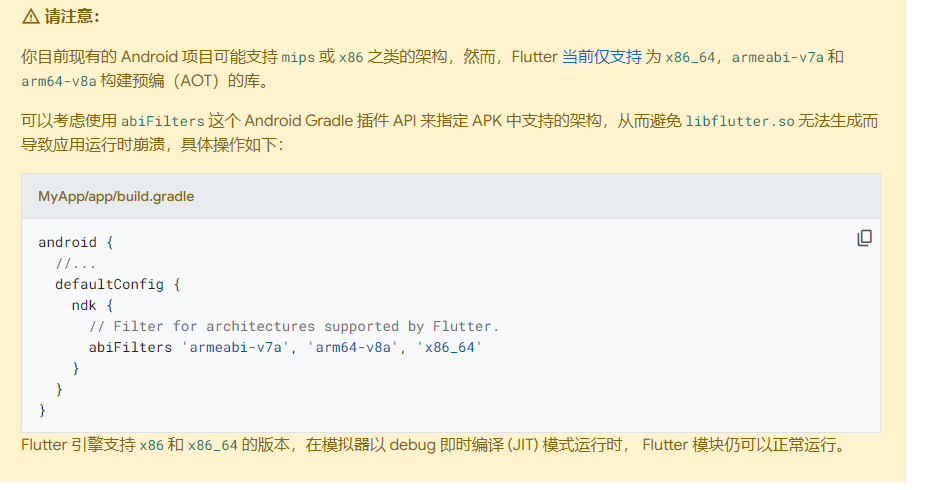 请注意:
你目前现有的 Android 项目可能支持 mips 或 x86 之类的架构，然而，Flutter 当前仅支持 为 x86_64，armeabi-v7a 和
arm64-v8a 构建预编（AOT）的库。
可以考虑使用 abiFilters 这个 Android Gradle 插件 API 来指定 APK 中支持的架构，从而避免 libflutter.so 无法生成而
导致应用运行时崩溃，具体操作如下：
MyApp/app/build.gradle
android {
  //...
  defaultConfig {
    ndk {
      // Filter for architectures supported by Flutter.
      abiFilters 'armeabi-v7a', 'arm64-v8a', 'x86_64'
    }
  }
}
Flutter 引擎支持 x86 和 x86_64 的版本，在模拟器以 debug 即时编译 (JIT) 模式运行时， Flutter 模块仍可以正常运行。